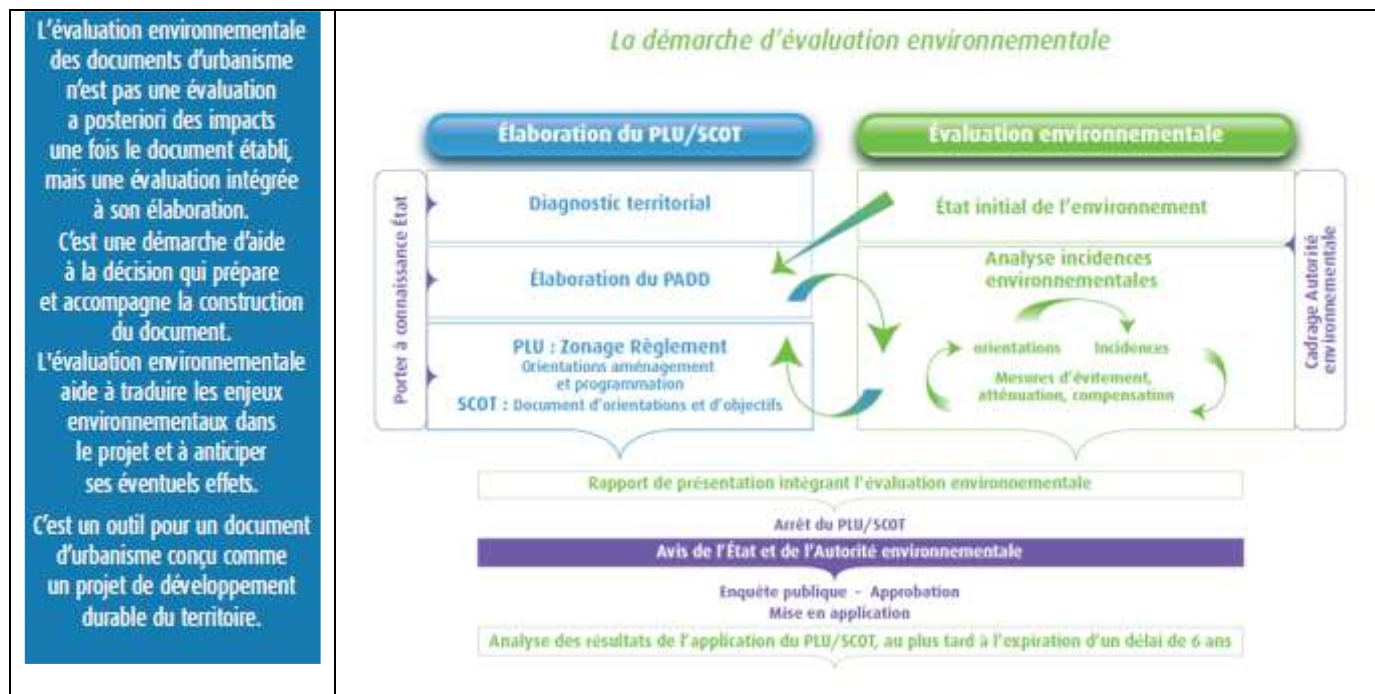 L'évaluation environnementale
des documents d'urbanisme
n'est pas une évaluation
a posteriori des impacts
une fois le document établi,
mais une évaluation intégrée
à son élaboration.
C'est une démarche d'aide
à la décision qui prépare
et accompagne la construction
du document.
L'évaluation environnementale
aide à traduire les enjeux
environnementaux dans
le projet et à anticiper
ses éventuels effets.
C'est un outil pour un document
d'urbanisme conçu comme
un projet de développement
durable du territoire.
La démarche d'évaluation environnementale
Élaboration du PLU/SCOT
Évaluation environnementale
Porter à connaissance État
Diagnostic territorial
État initial de l'environnement
Élaboration du PADD
Analyse incidences
environnementales
PLU : Zonage Règlement
Orientations aménagement
et programmation
SCOT : Document d'orientations et d'objectifs
orientations
Incidences
Mesures d'évitement,
atténuation, compensation
Cadrage Autorité
environnementale
Rapport de présentation intégrant l'évaluation environnementale
Arrêt du PLU/SCOT
Avis de l'État et de l'Autorité environnementale
Enquête publique - Approbation
Mise en application
Analyse des résultats de l'application du PLU/SCOT, au plus tard à l'expiration d'un délai de 6 ans